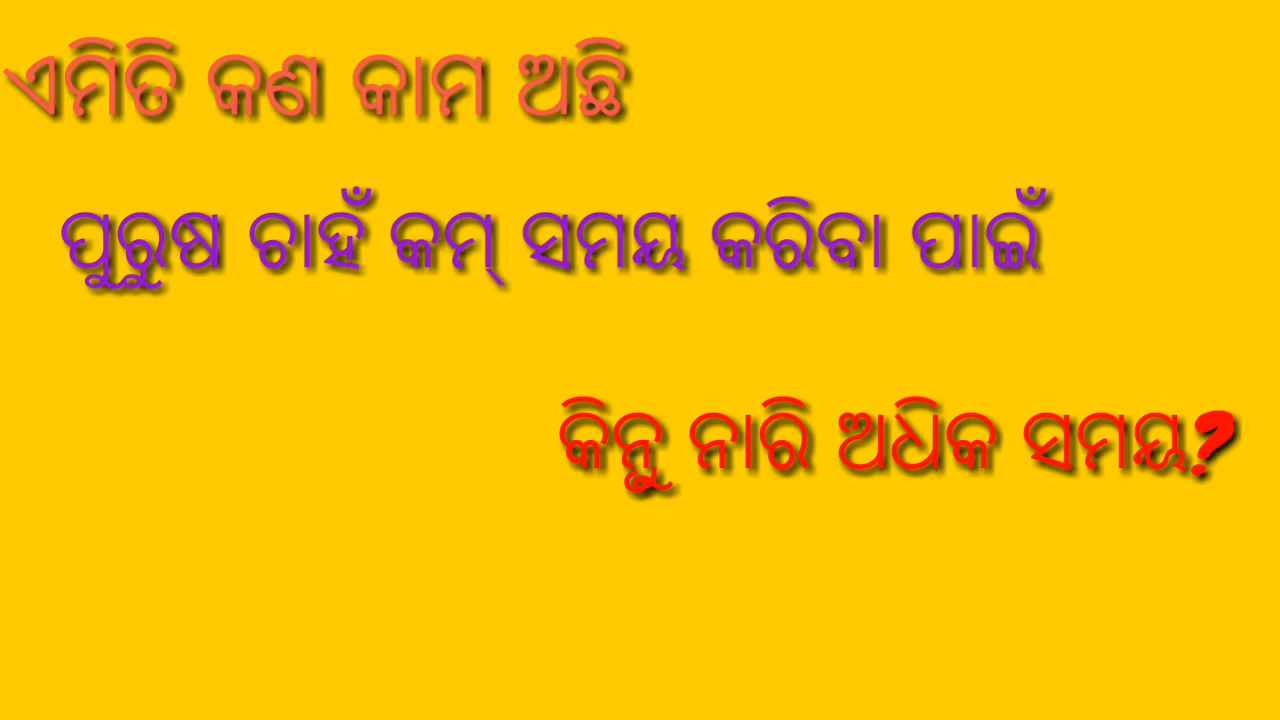 ଏମିତି କଣ କାମ ଅଛି
ପୁରୁଷ ଚାହଁ କମ୍ ସମୟ କରିବା ପାଇଁ
କିନ୍ତୁ ନାରି ଅଧିକ ସମୟ?